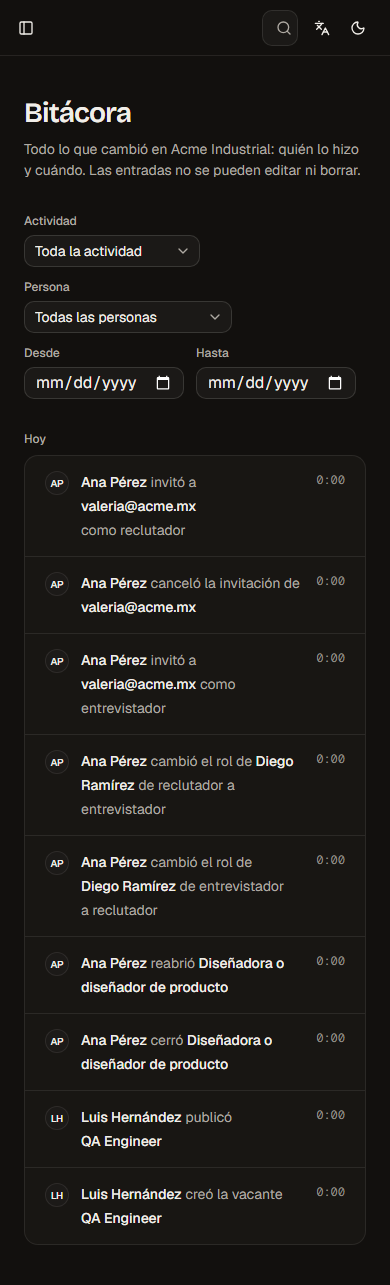 Bitácora
Todo lo que cambió en Acme Industrial: quién lo hizo
y cuándo. Las entradas no se pueden editar ni borrar.
Actividad
Toda la actividad
Persona
Todas las personas
Desde Hasta
mm/dd/yyyy mm/dd/yyyy
Hoy
AP Ana Pérez invitó a 0:00
valeria@acme.mx
como reclutador
AP Ana Pérez canceló la invitación de 0:00
valeria@acme.mx
AP Ana Pérez invitó a 0:00
valeria@acme.mx como
entrevistador
AP Ana Pérez cambió el rol de Diego 0:00
Ramírez de reclutador a
entrevistador
AP Ana Pérez cambió el rol de 0:00
Diego Ramírez de entrevistador
a reclutador
AP Ana Pérez reabrió Diseñadora o 0:00
diseñador de producto
AP Ana Pérez cerró Diseñadora o 0:00
diseñador de producto
LH Luis Hernández publicó 0:00
QA Engineer
LH Luis Hernández creó la vacante 0:00
QA Engineer